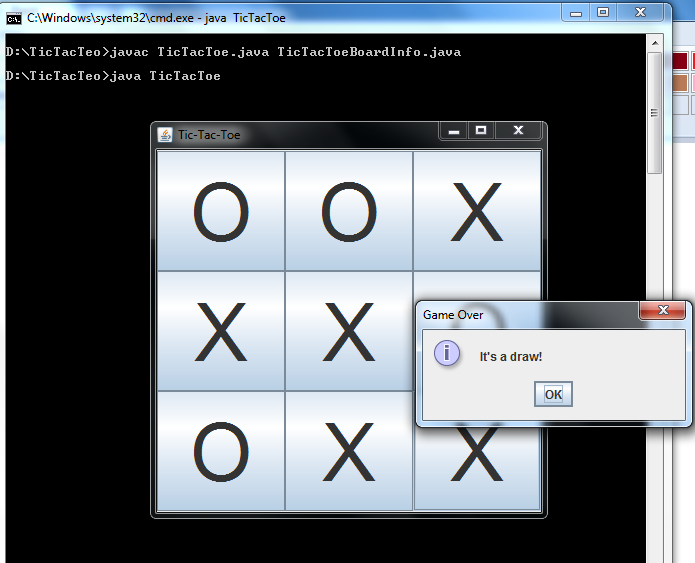 C:\Windows\system32\cmd.exe - java  TicTacToe
D:\TicTacTeo>javac TicTacToe.java TicTacToeBoardInfo.java
D:\TicTacTeo>java TicTacToe
Tic-Tac-Toe
O O X
X X O
Game Over
It's a draw!
OK
O X X